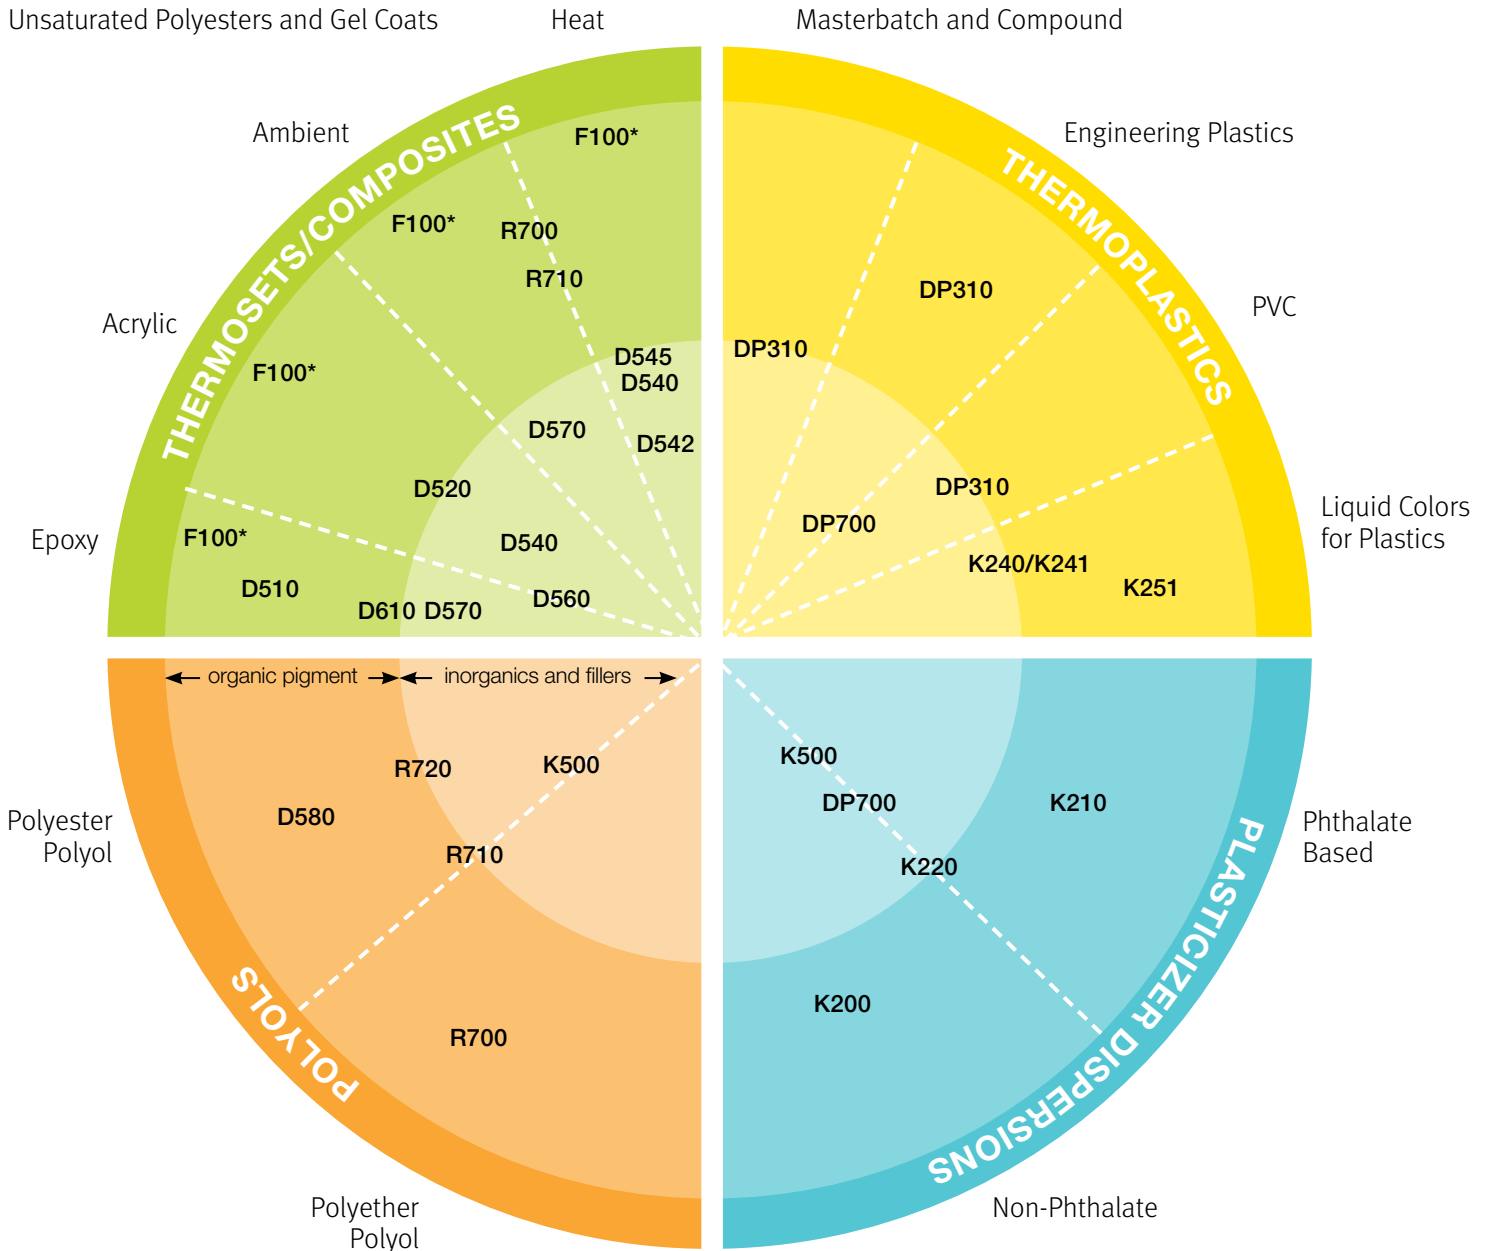 Unsaturated Polyesters and Gel Coats
Heat
Masterbatch and Compound
Ambient
Engineering Plastics
Acrylic
PVC
Epoxy
Liquid Colors
for Plastics
THERMOSETS/COMPOSITES
F100*
F100*
R700
R710
F100*
D545
D540
D570
D542
D520
F100*
D540
D510
D560
D610
D570
THERMOPLASTICS
DP310
DP310
DP310
DP700
K240/K241
K251
organic pigment
inorganics and fillers
R720
K500
D580
R710
R700
POLYOLS
Polyester
Polyol
Polyether
Polyol
K500
DP700
K210
K220
K200
PLASTICIZER DISPERSIONS
Phthalate
Based
Non-Phthalate